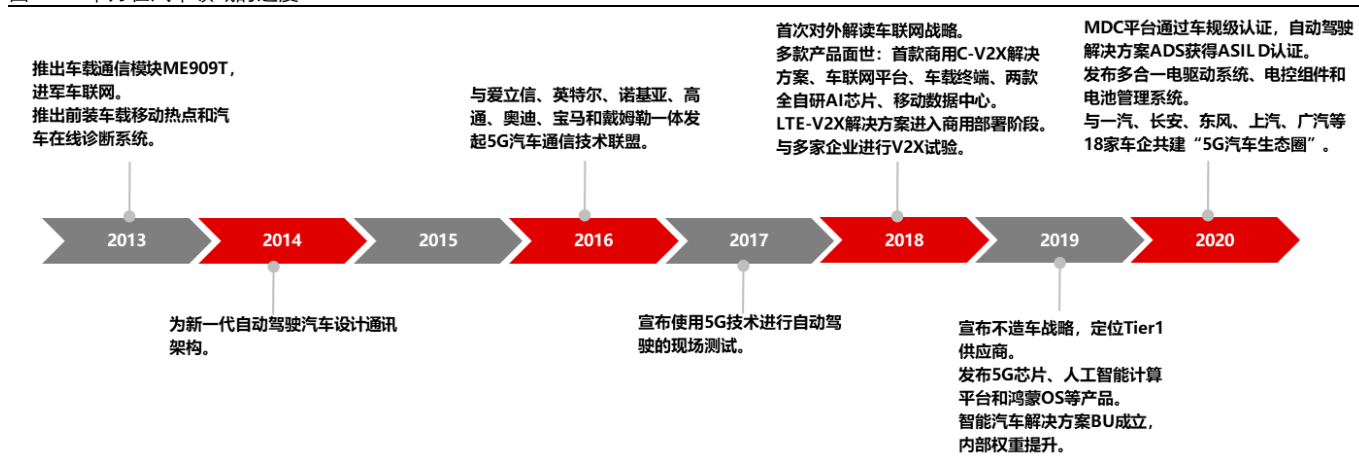 推出车载通信模块ME909T，
进军车联网。
推出前装车载移动热点和汽
车在线诊断系统。
与爱立信、英特尔、诺基亚、高
通、奥迪、宝马和戴姆勒一体发
起5G汽车通信技术联盟。
首次对外解读车联网战略。
多款产品面世：首款商用C-V2X解决
方案、车联网平台、车载终端、两款
全自研AI芯片、移动数据中心。
LTE-V2X解决方案进入商用部署阶段。
与多家企业进行V2X试验。
MDC平台通过车规级认证，自动驾驶
解决方案ADS获得ASIL D认证。
发布多合一电驱动系统、电控组件和
电池管理系统。
与一汽、长安、东风、上汽、广汽等
18家车企共建“5G汽车生态圈”。
2013
2014
2015
2016
2017
2018
2019
2020
为新一代自动驾驶汽车设计通讯
架构。
宣布使用5G技术进行自动驾
驶的现场测试。
宣布不造车战略，定位Tier1
供应商。
发布5G芯片、人工智能计算
平台和鸿蒙OS等产品。
智能汽车解决方案BU成立，
内部权重提升。